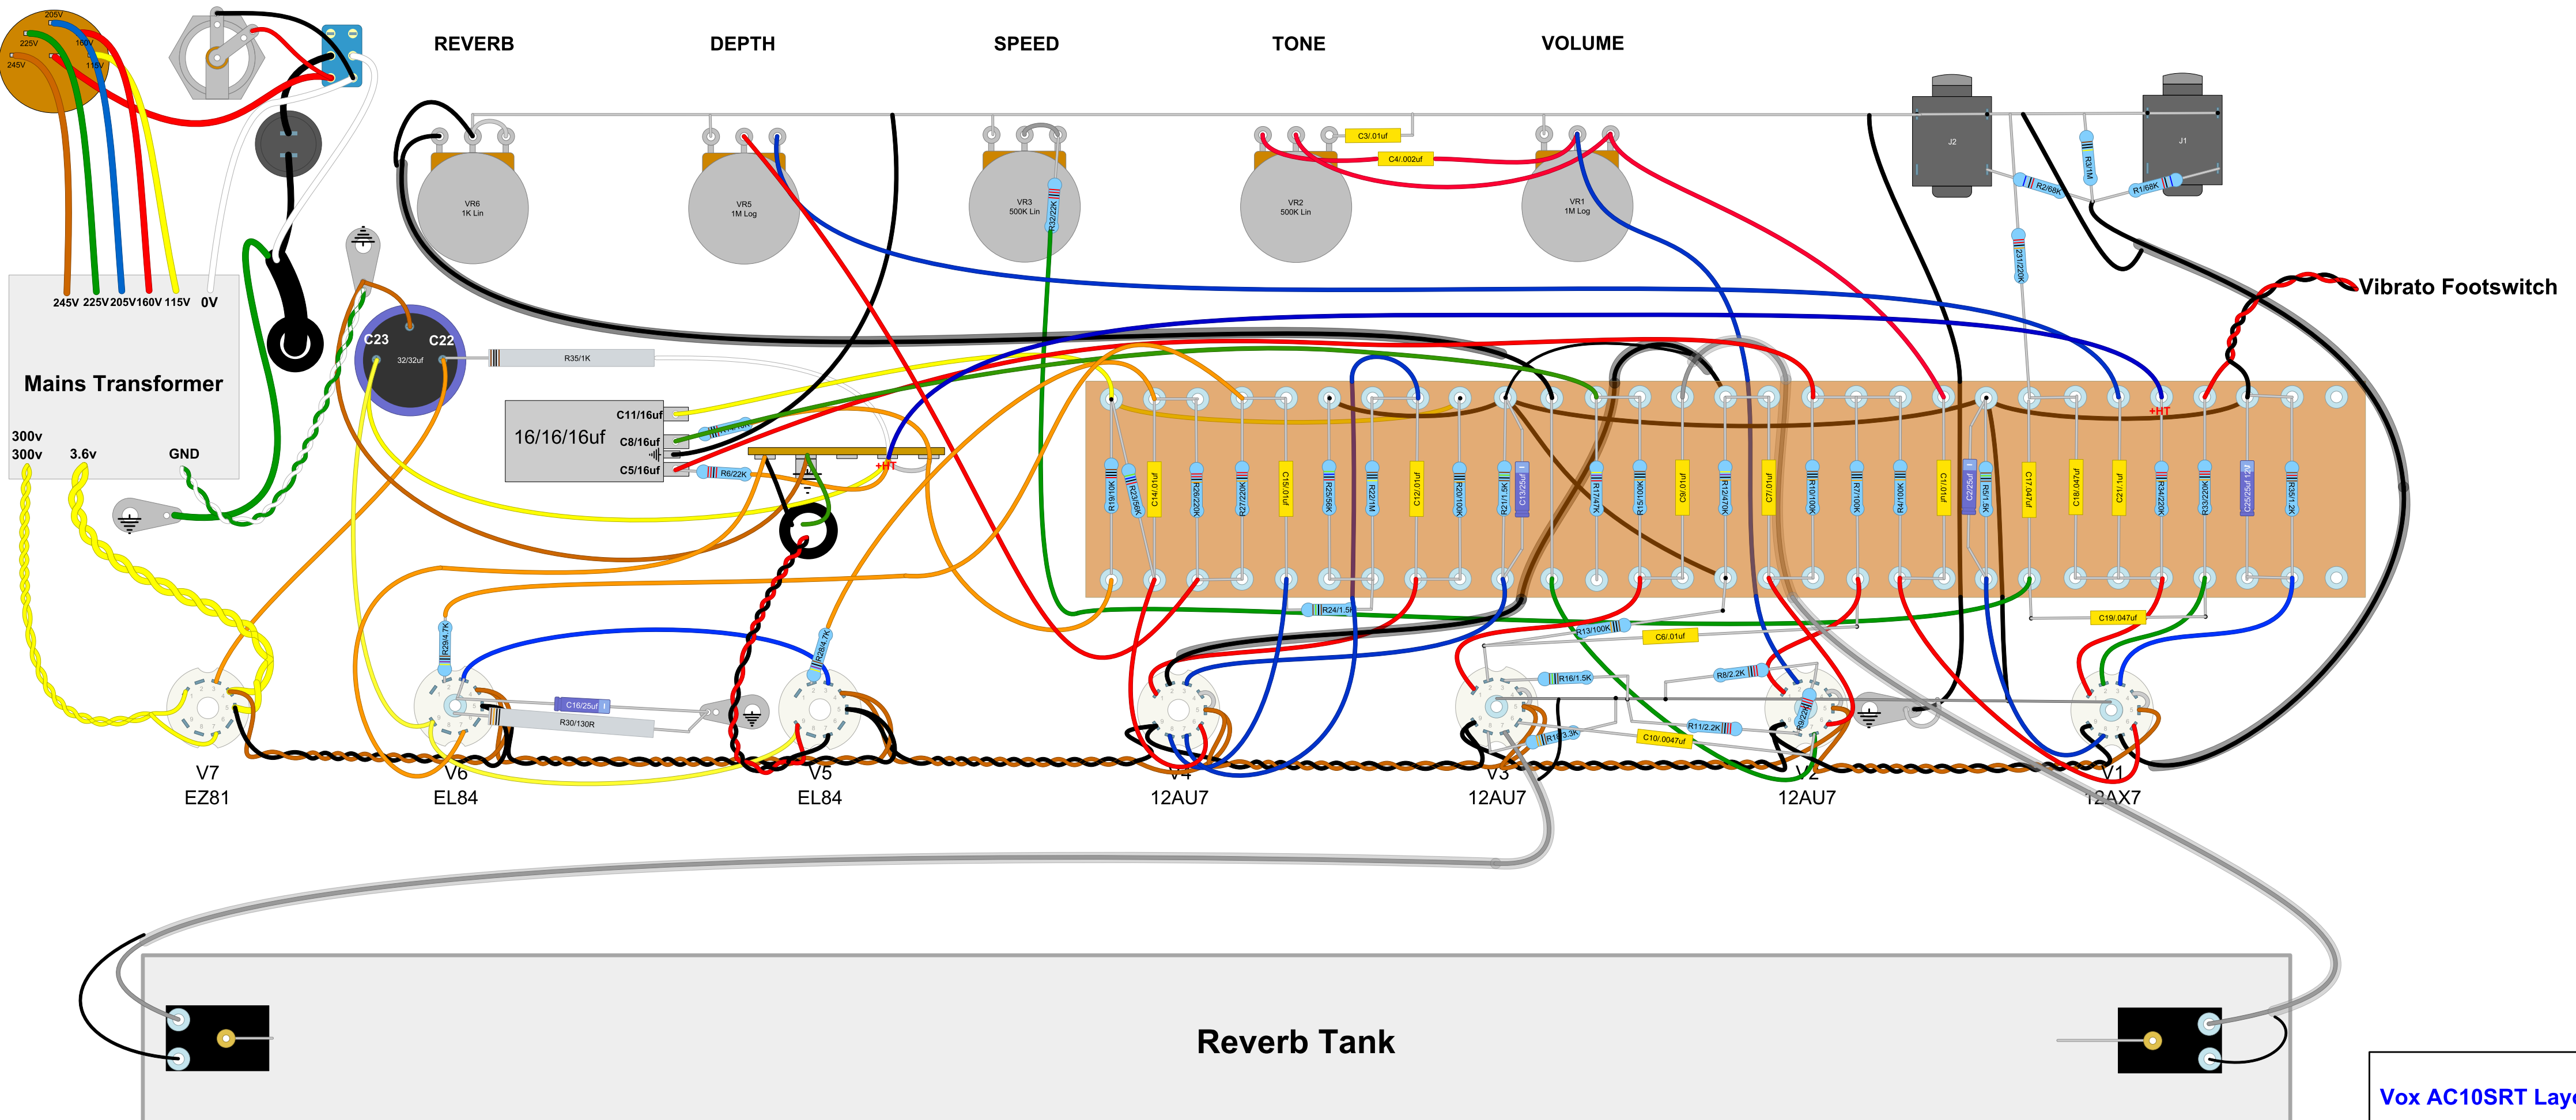 REVERB
DEPTH
SPEED
TONE
VOLUME
205V
225V
160V
245V
115V
VR6
1K Lin
VR5
1M Log
VR3
500K Lin
R32/22K
VR2
500K Lin
C3/.01uf
C4/.002uf
VR1
1M Log
J2
J1
R3/1M
R2/68K
R1/68K
231/220K
Vibrato Footswitch
245V
225V
205V
160V
115V
0V
Mains Transformer
300v
300v
3.6v
GND
C23
C22
32/32uf
R35/1K
16/16/16uf
C11/16uf
C8/16uf
C5/16uf
R6/22K
+HT
+HT
R19/10K
R23/56K
C14/.01uf
R26/220K
R27/220K
C15/.01uf
R25/56K
R22/1M
C12/.01uf
R20/100K
R21/1.5K
C13/25uf
R17/47K
R15/100K
C9/.01uf
R12/470K
C7/.01uf
R10/100K
R7/100K
R4/100K
C1/.01uf
C2/25uf
R5/1.5K
C17.047uf
C18/.047uf
C21/.1uf
R34/220K
R33/220K
C25/25uf 12V
R35/1.2K
R24/1.5K
R13/100K
C6/.01uf
C19/.047uf
R29/4.7K
R28/4.7K
C16/25uf
R30/130R
R16/1.5K
R8/2.2K
R11/2.2K
C10/.0047uf
V7
EZ81
V6
EL84
V5
EL84
V4
12AU7
V3
12AU7
V2
12AU7
V1
12AX7
Reverb Tank
Vox AC10SRT Lay